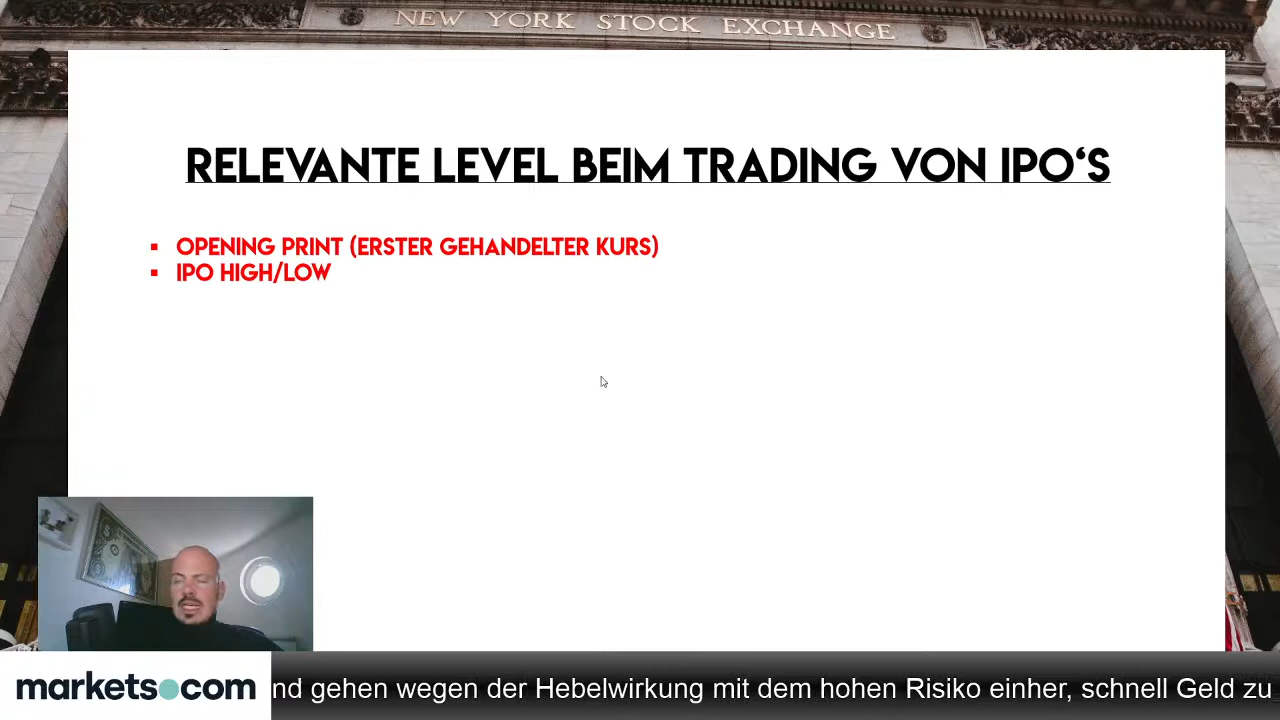 NEW YORK STOCK EXCHANGE
RELEVANTE LEVEL BEIM TRADING VON IPO‘S
▪ OPENING PRINT (ERSTER GEHANDELTER KURS)
▪ IPO HIGH/LOW
markets.com
nd gehen wegen der Hebelwirkung mit dem hohen Risiko einher, schnell Geld zu